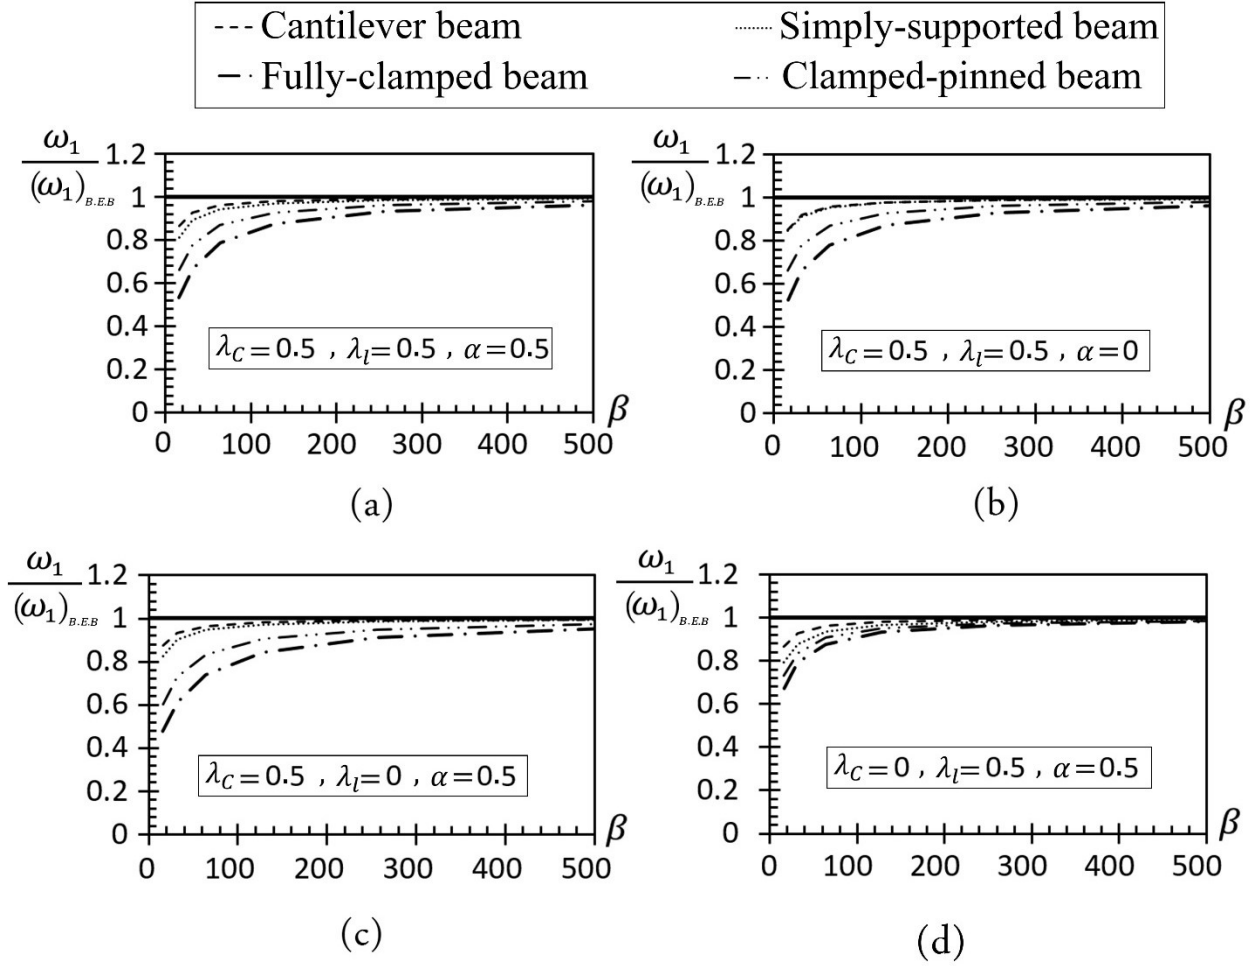 Cantilever beam Simply-supported beam
Fully-clamped beam Clamped-pinned beam
ω₁/(ω₁)B.E.B
1.2
1
0.8
0.6
0.4
0.2
0
λC = 0.5 , λl = 0.5 , α = 0.5
0 100 200 300 400 500
β
(a)
ω₁/(ω₁)B.E.B
1.2
1
0.8
0.6
0.4
0.2
0
λC = 0.5 , λl = 0.5 , α = 0
0 100 200 300 400 500
β
(b)
ω₁/(ω₁)B.E.B
1.2
1
0.8
0.6
0.4
0.2
0
λC = 0.5 , λl = 0 , α = 0.5
0 100 200 300 400 500
β
(c)
ω₁/(ω₁)B.E.B
1.2
1
0.8
0.6
0.4
0.2
0
λC = 0 , λl = 0.5 , α = 0.5
0 100 200 300 400 500
β
(d)